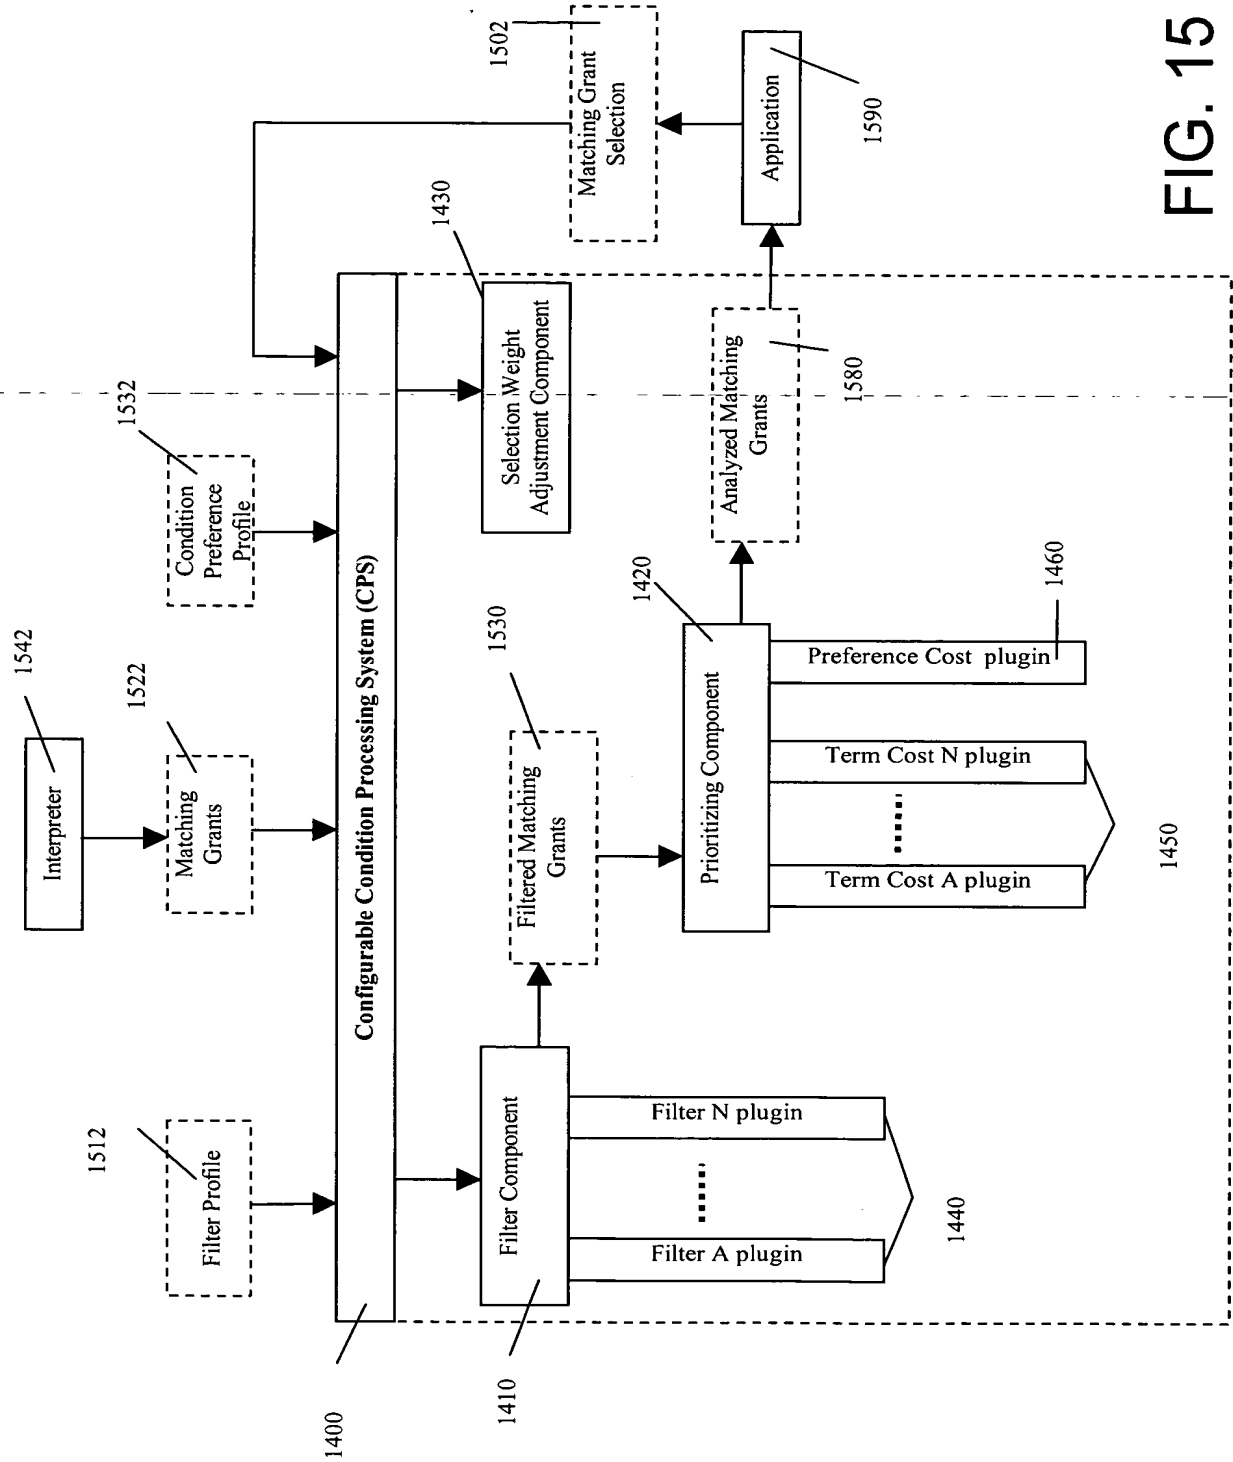 1542
Interpreter
1512
Filter Profile
1522
Matching
Grants
1532
Condition
Preference
Profile
1400
Configurable Condition Processing System (CPS)
1502
Matching Grant
Selection
1410
Filter Component
Filter A plugin
Filter N plugin
1440
1530
Filtered Matching
Grants
1430
Selection Weight
Adjustment Component
1420
Prioritizing Component
Term Cost A plugin
Term Cost N plugin
Preference Cost plugin
1460
1450
Analyzed Matching
Grants
1580
Application
1590
FIG. 15